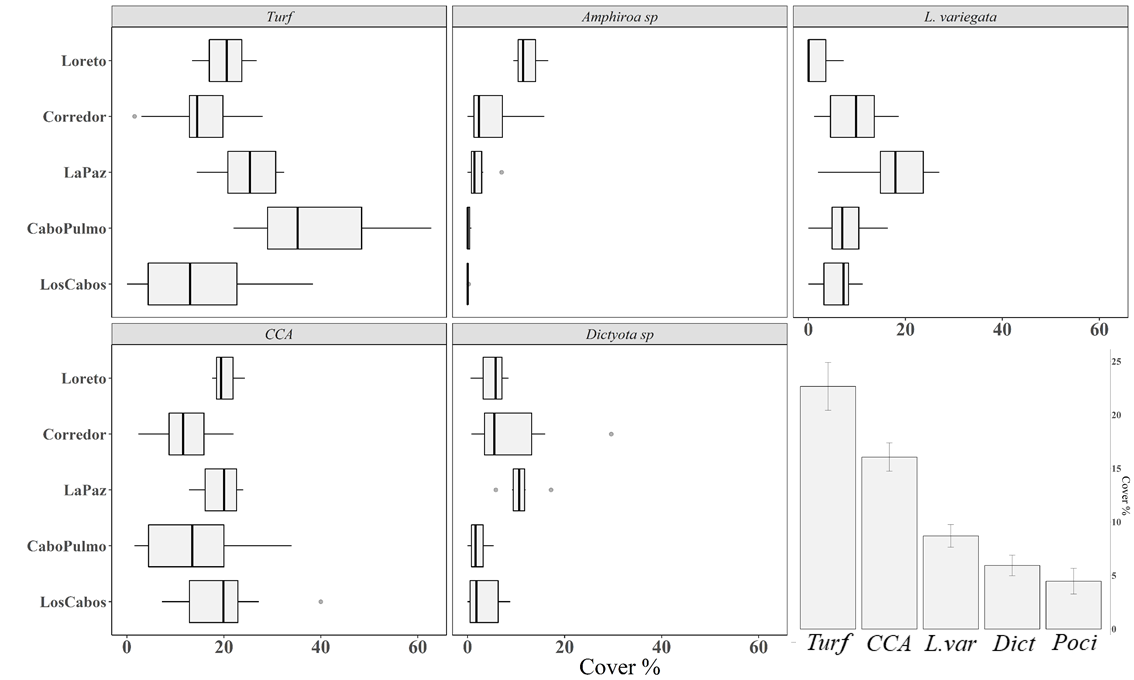 Turf
Amphiroa sp
L. variegata
Loreto
Corredor
LaPaz
CaboPulmo
LosCabos
0 20 40 60
CCA
Dictyota sp
Loreto
Corredor
LaPaz
CaboPulmo
LosCabos
0 20 40 60
0 20 40 60
Cover %
25
20
15
10
5
0
Cover %
Turf CCA L.var Dict Poci